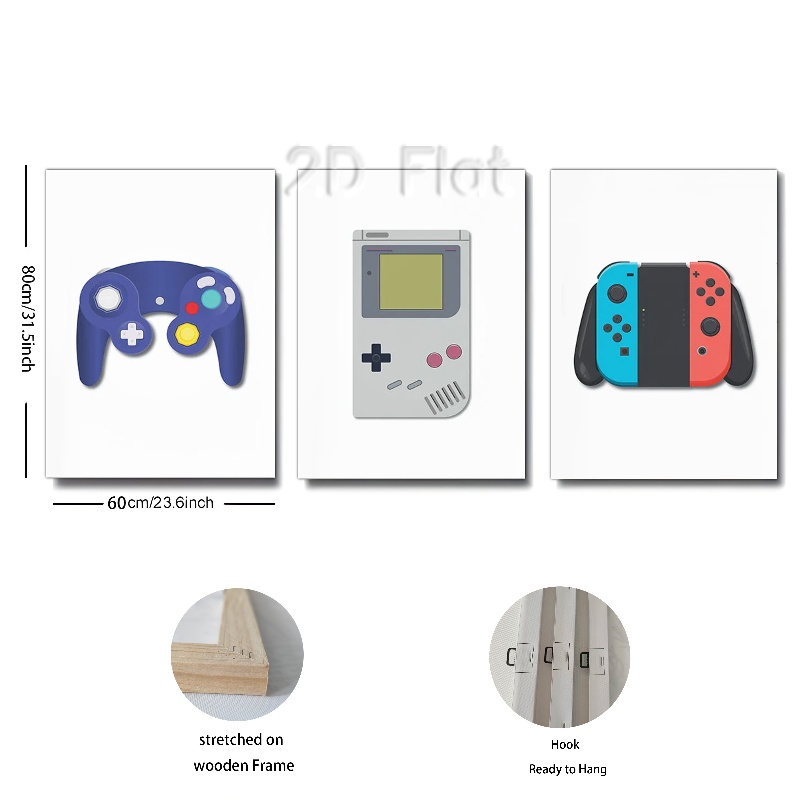 2D Flat
80cm/31.5inch
60cm/23.6inch
stretched on
wooden Frame
Hook
Ready to Hang